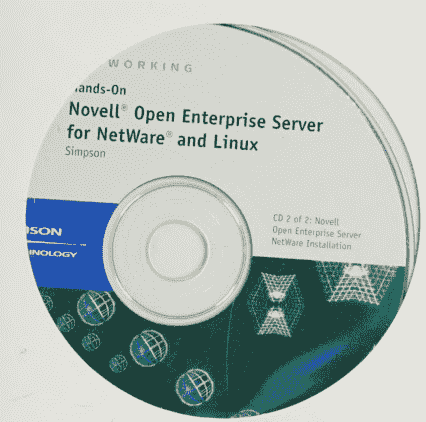 WORKING
Hands-On
Novell® Open Enterprise Server
for NetWare® and Linux
Simpson
CD 2 of 2: Novell
Open Enterprise Server
NetWare Installation
SON
NOLOGY